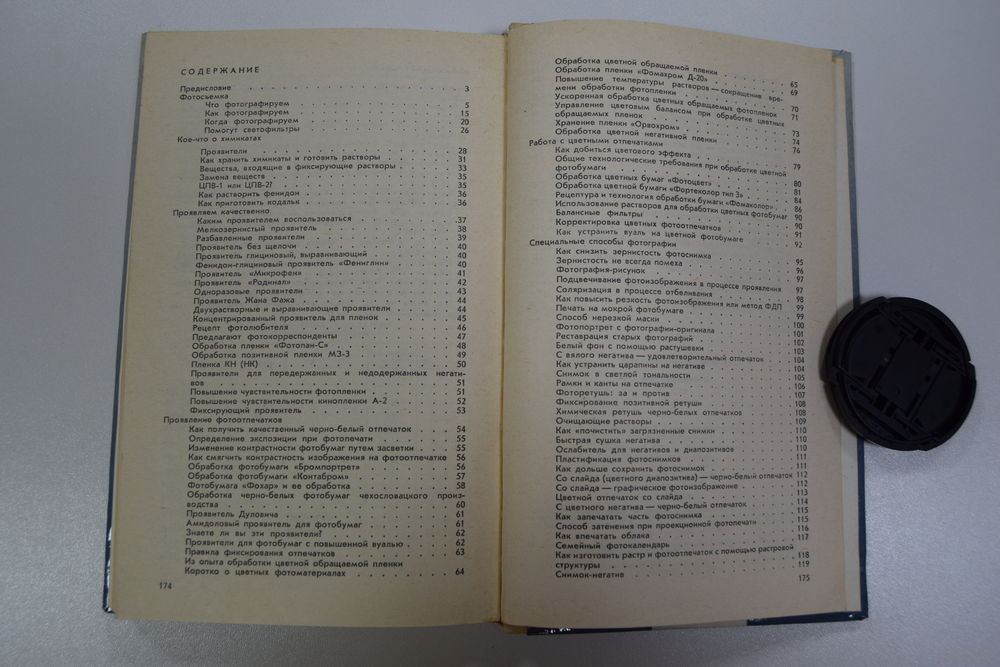 СОДЕРЖАНИЕ
Предисловие . . . . . . . . . . 3
Фотосъемка
Что фотографируем . . . . . . . . . . 5
Как фотографируем . . . . . . . . . . 15
Когда фотографируем . . . . . . . . . . 20
Помогут светофильтры . . . . . . . . . . 26
Кое-что о химикатах
Проявители . . . . . . . . . . 28
Как хранить химикаты и готовить растворы . . . . . 31
Вещества, входящие в фиксирующие растворы . . . . . 33
Замена веществ . . . . . . . . . . 35
ЦПВ-1 или ЦПВ-2? . . . . . . . . . . 35
Как растворить фенидон . . . . . . . . . . 36
Как приготовить кодальк . . . . . . . . . . 36
Проявляем качественно
Каким проявителем воспользоваться . . . . . . .37
Мелкозернистый проявитель . . . . . . . . 38
Разбавленные проявители . . . . . . . . 39
Проявитель без щелочи . . . . . . . . 40
Проявитель глициновый, выравнивающий . . . . . . 40
Фенидон-глициновый проявитель «Фениглин» . . . . . 40
Проявитель «Микрофен» . . . . . . . . 41
Проявитель «Родинал» . . . . . . . . 42
Одноразовые проявители . . . . . . . . 43
Проявитель Жана Фажа . . . . . . . . 44
Двухрастворные и выравнивающие проявители . . . . 44
Концентрированный проявитель для пленок . . . . . 45
Рецепт фотолюбителя . . . . . . . . 46
Предлагают фотокорреспонденты . . . . . . . 47
Обработка пленки «Фотопан-С» . . . . . . . 48
Обработка позитивной пленки МЗ-3 . . . . . . 49
Пленка КН (НК) . . . . . . . . 50
Проявители для передержанных и недодержанных негати-
вов . . . . . . . . . . 51
Повышение чувствительности фотопленки . . . . . 51
Повышение чувствительности кинопленки А-2 . . . . 52
Фиксирующий проявитель . . . . . . . . 53
Проявление фотоотпечатков
Как получить качественный черно-белый отпечаток . . . 54
Определение экспозиции при фотопечати . . . . . 55
Изменение контрастности фотобумаг путем засветки . . . 55
Как смягчить контрастность изображения на фотоотпечатке 56
Обработка фотобумаги «Бромпортрет» . . . . . . 56
Обработка фотобумаги «Контабром» . . . . . . 57
Фотобумага «Фохар» и ее обработка . . . . . . 58
Обработка черно-белых фотобумаг чехословацкого произ-
водства . . . . . . . . . . 60
Проявитель Дуловича . . . . . . . . 61
Амидоловый проявитель для фотобумаг . . . . . . 61
Знаете ли вы эти проявители? . . . . . . . 62
Проявители для фотобумаг с повышенной вуалью . . . . 62
Правила фиксирования отпечатков . . . . . . 63
Из опыта обработки цветной обращаемой пленки
Коротко о цветных фотоматериалах . . . . . . 64
174
Обработка цветной обращаемой пленки . . . . . 65
Обработка пленки «Фомахром Д-20» . . . . . . 69
Повышение температуры растворов — сокращение вре-
мени обработки фотопленки . . . . . . . 70
Ускоренная обработка цветных обращаемых фотопленок 71
Управление цветовым балансом при обработке цветных
обращаемых пленок . . . . . . . . 73
Хранение пленки «Орвохром» . . . . . . . 74
Обработка цветной негативной пленки . . . . . 76
Работа с цветными отпечатками
Как добиться цветового эффекта . . . . . . 79
Общие технологические требования при обработке цветной
фотобумаги . . . . . . . . . . 80
Обработка цветных бумаг «Фотоцвет» . . . . . 81
Обработка цветной бумаги «Фортеколор тип 3» . . . . 84
Рецептура и технология обработки бумаги «Фомаколор» . . 86
Использование растворов для обработки цветных фотобумаг 90
Балансные фильтры . . . . . . . . 90
Корректировка цветных фотоотпечатков . . . . . 91
Как устранить вуаль на цветной фотобумаге . . . . 92
Специальные способы фотографии
Как снизить зернистость фотоснимка . . . . . 95
Зернистость не всегда помеха . . . . . . . 96
Фотография-рисунок . . . . . . . . 97
Подцвечивание фотоизображения в процессе проявления 97
Соляризация в процессе отбеливания . . . . . . 98
Как повысить резкость фотоизображения или метод ФДП 99
Печать на мокрой фотобумаге . . . . . . . 99
Способ нерезкой маски . . . . . . . . 100
Фотопортрет с фотографии-оригинала . . . . . 101
Реставрация старых фотографий . . . . . . 102
Белый фон с помощью растушевки . . . . . . 103
С вялого негатива — удовлетворительный отпечаток . . . 104
Как устранить царапины на негативе . . . . . . 104
Снимок в светлой тональности . . . . . . . 105
Рамки и канты на отпечатке . . . . . . . 106
Фоторетушь: за и против . . . . . . . . 107
Фиксирование позитивной ретуши . . . . . . 108
Химическая ретушь черно-белых отпечатков . . . . 108
Очищающие растворы . . . . . . . . 109
Как «почистить» загрязненные снимки . . . . . 110
Быстрая сушка негатива . . . . . . . . 110
Ослабитель для негативов и диапозитивов . . . . . 110
Пластификация фотоснимков . . . . . . . 111
Как дольше сохранить фотоснимок . . . . . . 111
Со слайда (цветного диапозитива) — черно-белый отпечаток 112
Со слайда — графическое фотоизображение . . . . . 112
Цветной отпечаток со слайда . . . . . . . 113
С цветного негатива — черно-белый отпечаток . . . . 114
Как запечатать часть фотоснимка . . . . . . 115
Способ затенения при проекционной фотопечати . . . . 115
Как впечатать облака . . . . . . . . 116
Семейный фотокалендарь . . . . . . . . 117
Как изготовить растр и фотоотпечаток с помощью растровой
структуры . . . . . . . . . . 118
Снимок-негатив . . . . . . . . . . 119
175